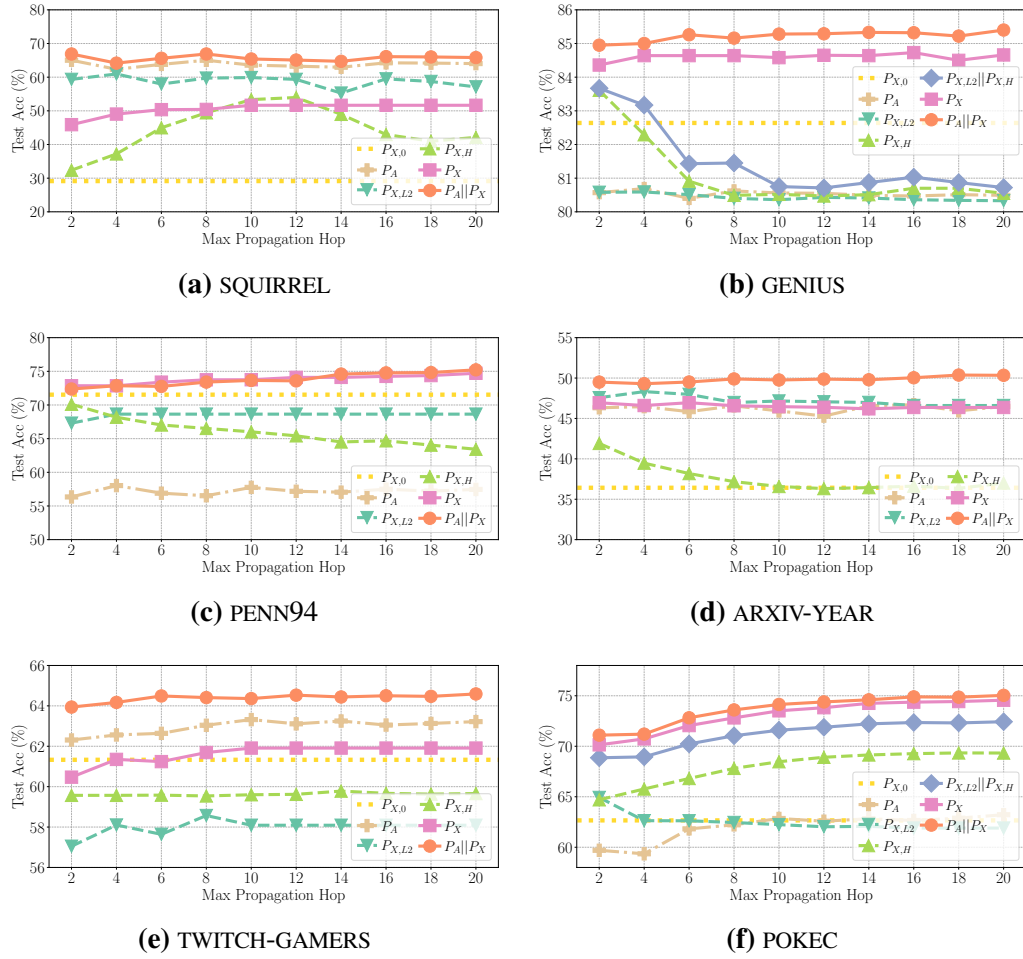 80
70
60
50
40
30
20
Test Acc (%)
2 4 6 8 10 12 14 16 18 20
Max Propagation Hop
P_{X,0} P_{X,H}
P_A P_X
P_{X,L2} P_A||P_X
(a) SQUIRREL
86
85
84
83
82
81
80
Test Acc (%)
2 4 6 8 10 12 14 16 18 20
Max Propagation Hop
P_{X,0} P_{X,L2}||P_{X,H}
P_A P_X
P_{X,L2} P_A||P_X
P_{X,H}
(b) GENIUS
80
75
70
65
60
55
50
Test Acc (%)
2 4 6 8 10 12 14 16 18 20
Max Propagation Hop
P_{X,0} P_{X,H}
P_A P_X
P_{X,L2} P_A||P_X
(c) PENN94
55
50
45
40
35
30
Test Acc (%)
2 4 6 8 10 12 14 16 18 20
Max Propagation Hop
P_{X,0} P_{X,H}
P_A P_X
P_{X,L2} P_A||P_X
(d) ARXIV-YEAR
66
64
62
60
58
56
Test Acc (%)
2 4 6 8 10 12 14 16 18 20
Max Propagation Hop
P_{X,0} P_{X,H}
P_A P_X
P_{X,L2} P_A||P_X
(e) TWITCH-GAMERS
75
70
65
60
Test Acc (%)
2 4 6 8 10 12 14 16 18 20
Max Propagation Hop
P_{X,0} P_{X,L2}||P_{X,H}
P_A P_X
P_{X,L2} P_A||P_X
P_{X,H}
(f) POKEC